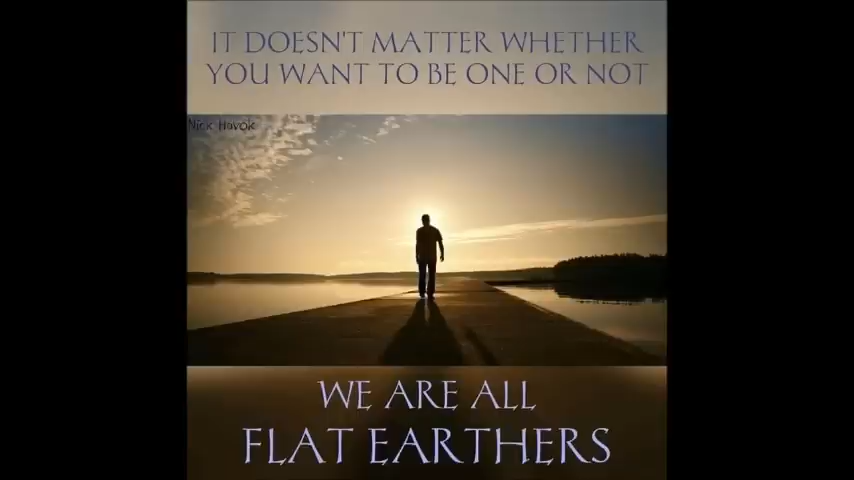 IT DOESN'T MATTER WHETHER
YOU WANT TO BE ONE OR NOT
Nick Havok
WE ARE ALL
FLAT EARTHERS